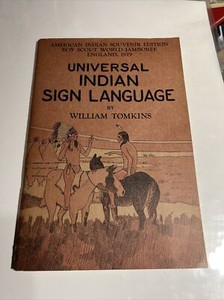 AMERICAN INDIAN SOUVENIR EDITION
BOY SCOUT WORLD JAMBOREE
ENGLAND, 1929
UNIVERSAL
INDIAN
SIGN LANGUAGE
BY
WILLIAM TOMKINS